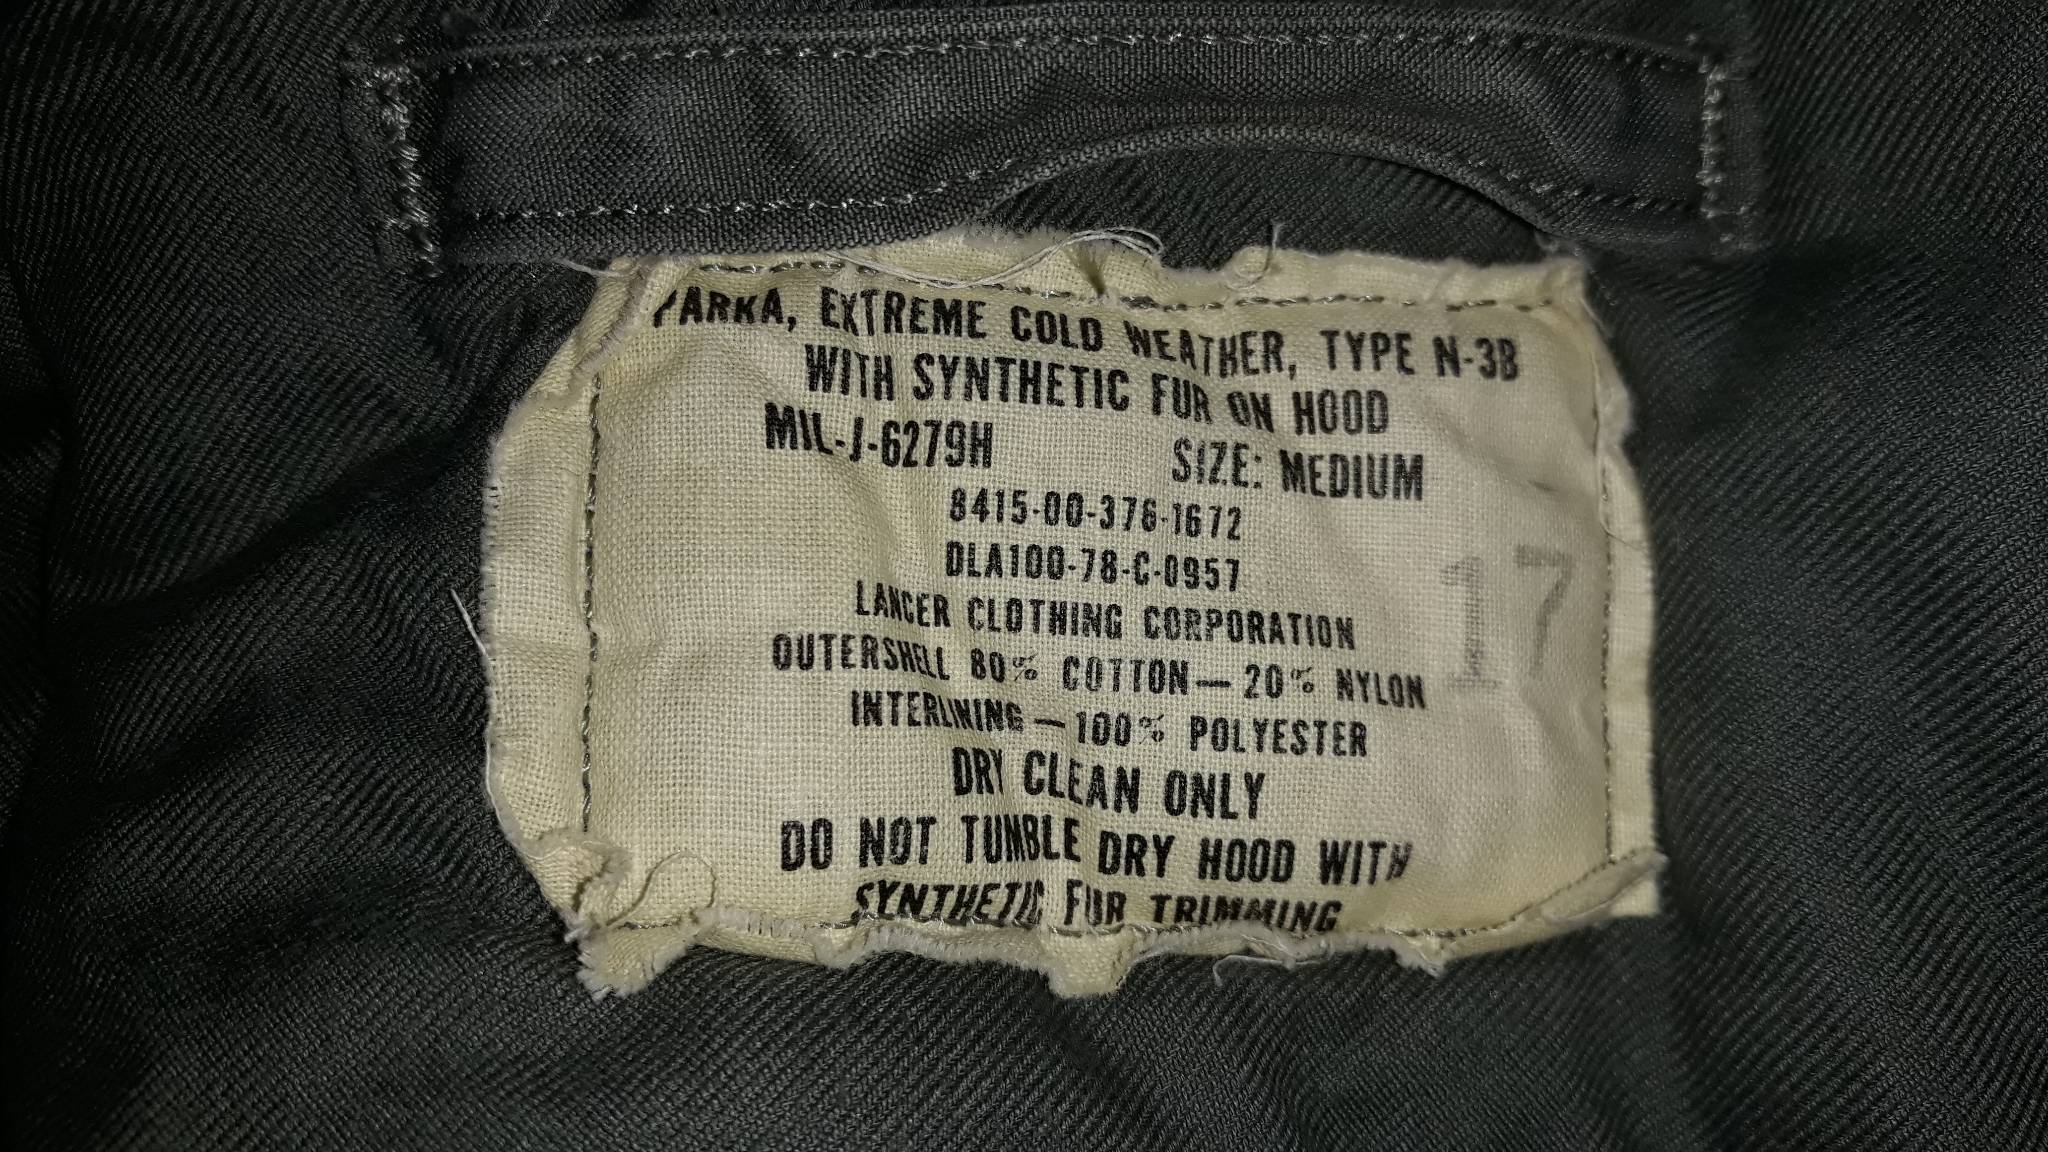 PARKA, EXTREME COLD WEATHER, TYPE N-3B
WITH SYNTHETIC FUR ON HOOD
MIL-J-6279H SIZE: MEDIUM
8415-00-376-1672
DLA100-78-C-0957
LANCER CLOTHING CORPORATION
17
OUTERSHELL 80% COTTON — 20% NYLON
INTERLINING — 100% POLYESTER
DRY CLEAN ONLY
DO NOT TUMBLE DRY HOOD WITH
SYNTHETIC FUR TRIMMING